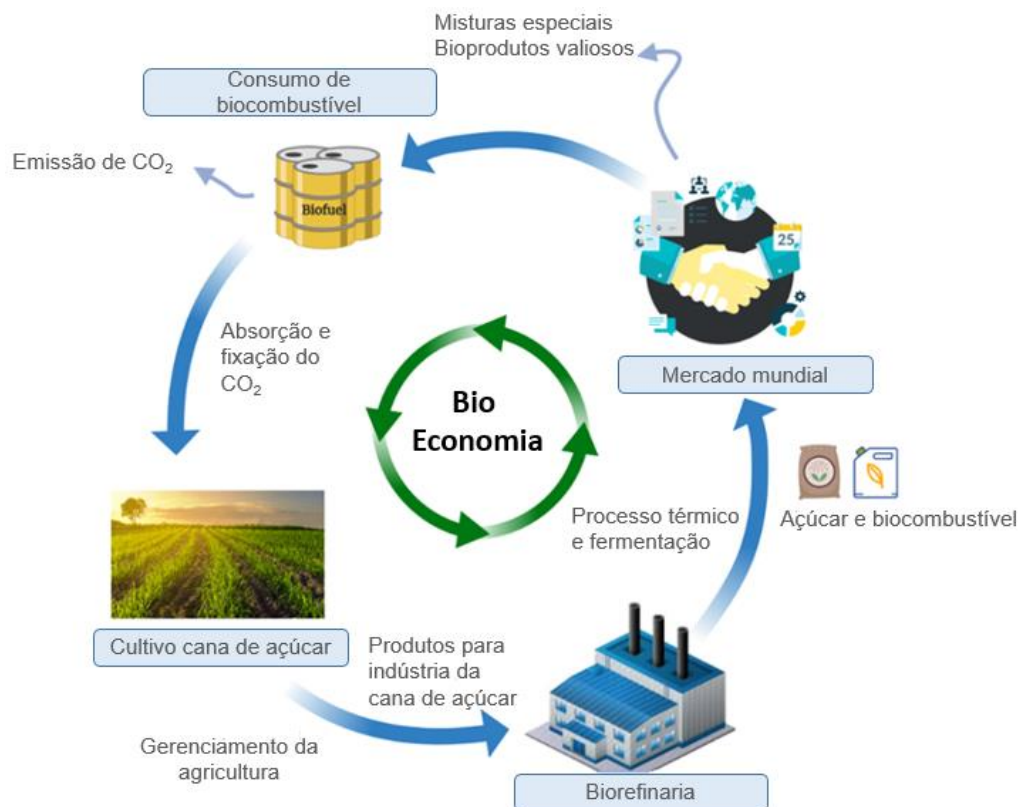 Misturas especiais
Bioprodutos valiosos
Consumo de
biocombustível
Emissão de CO₂
Biofuel
25
Absorção e
fixação do
CO₂
Bio
Economia
Mercado mundial
Processo térmico
e fermentação
Açúcar e biocombustível
Cultivo cana de açúcar
Produtos para
indústria da
cana de açúcar
Gerenciamento da
agricultura
Biorefinaria